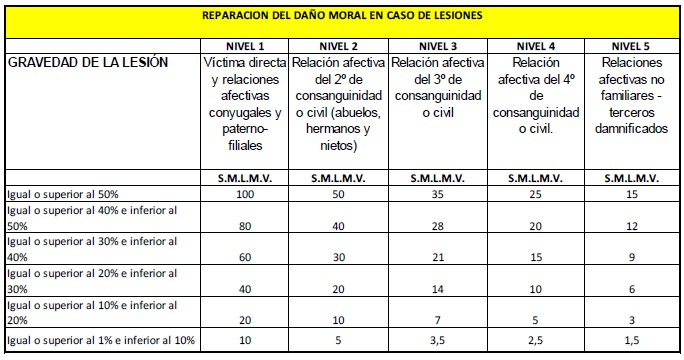 REPARACION DEL DAÑO MORAL EN CASO DE LESIONES
NIVEL 1 NIVEL 2 NIVEL 3 NIVEL 4 NIVEL 5
GRAVEDAD DE LA LESIÓN
Víctima directa y relaciones afectivas conyugales y paterno-filiales
Relación afectiva del 2º de consanguinidad o civil (abuelos, hermanos y nietos)
Relación afectiva del 3º de consanguinidad o civil
Relación afectiva del 4º de consanguinidad o civil.
Relaciones afectivas no familiares - terceros damnificados
S.M.L.M.V. S.M.L.M.V. S.M.L.M.V. S.M.L.M.V. S.M.L.M.V.
Igual o superior al 50% 100 50 35 25 15
Igual o superior al 40% e inferior al
50% 80 40 28 20 12
Igual o superior al 30% e inferior al
40% 60 30 21 15 9
Igual o superior al 20% e inferior al
30% 40 20 14 10 6
Igual o superior al 10% e inferior al
20% 20 10 7 5 3
Igual o superior al 1% e inferior al 10% 10 5 3,5 2,5 1,5